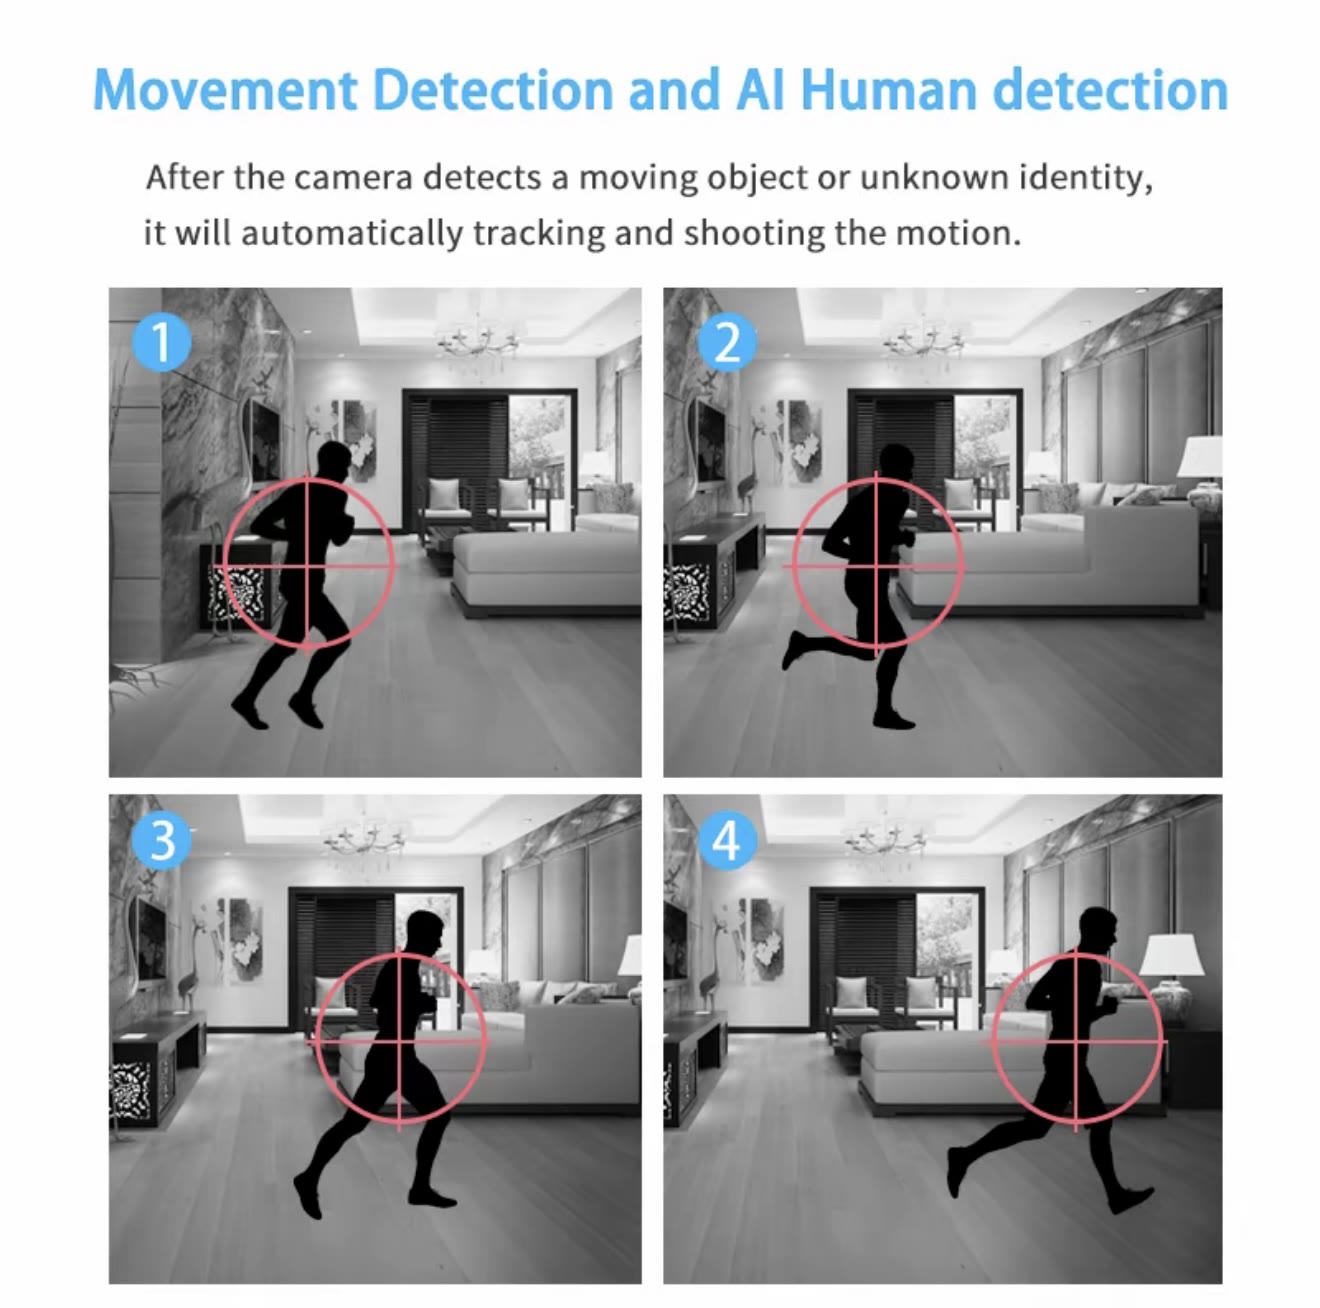 Movement Detection and AI Human detection
After the camera detects a moving object or unknown identity,
it will automatically tracking and shooting the motion.
1
2
3
4